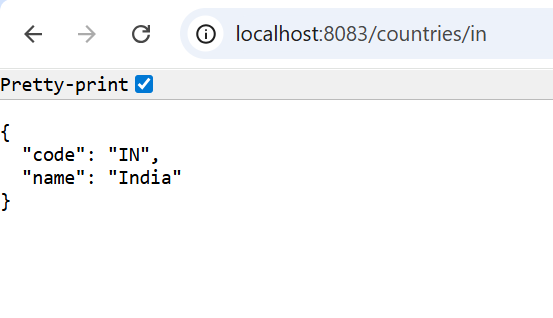 localhost:8083/countries/in
Pretty-print
{
  "code": "IN",
  "name": "India"
}